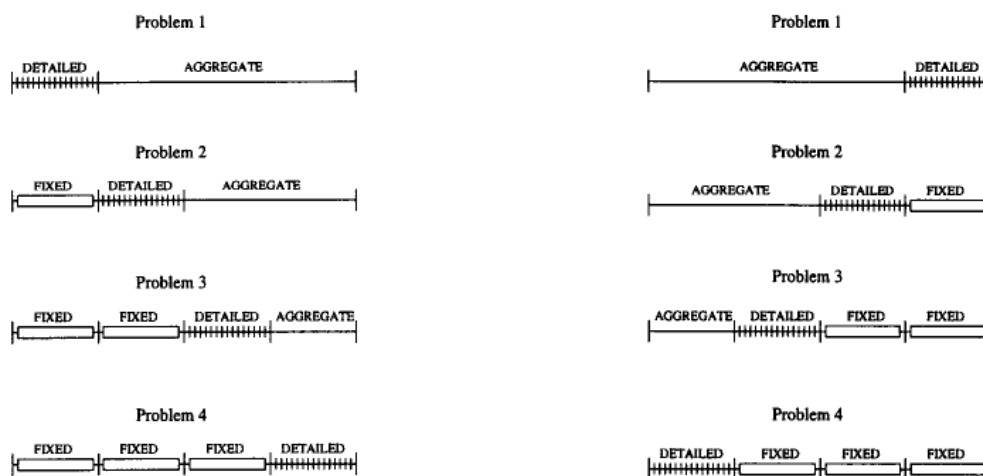 Problem 1
DETAILED AGGREGATE
Problem 2
FIXED DETAILED AGGREGATE
Problem 3
FIXED FIXED DETAILED AGGREGATE
Problem 4
FIXED FIXED FIXED DETAILED
Problem 1
AGGREGATE DETAILED
Problem 2
AGGREGATE DETAILED FIXED
Problem 3
AGGREGATE DETAILED FIXED FIXED
Problem 4
DETAILED FIXED FIXED FIXED